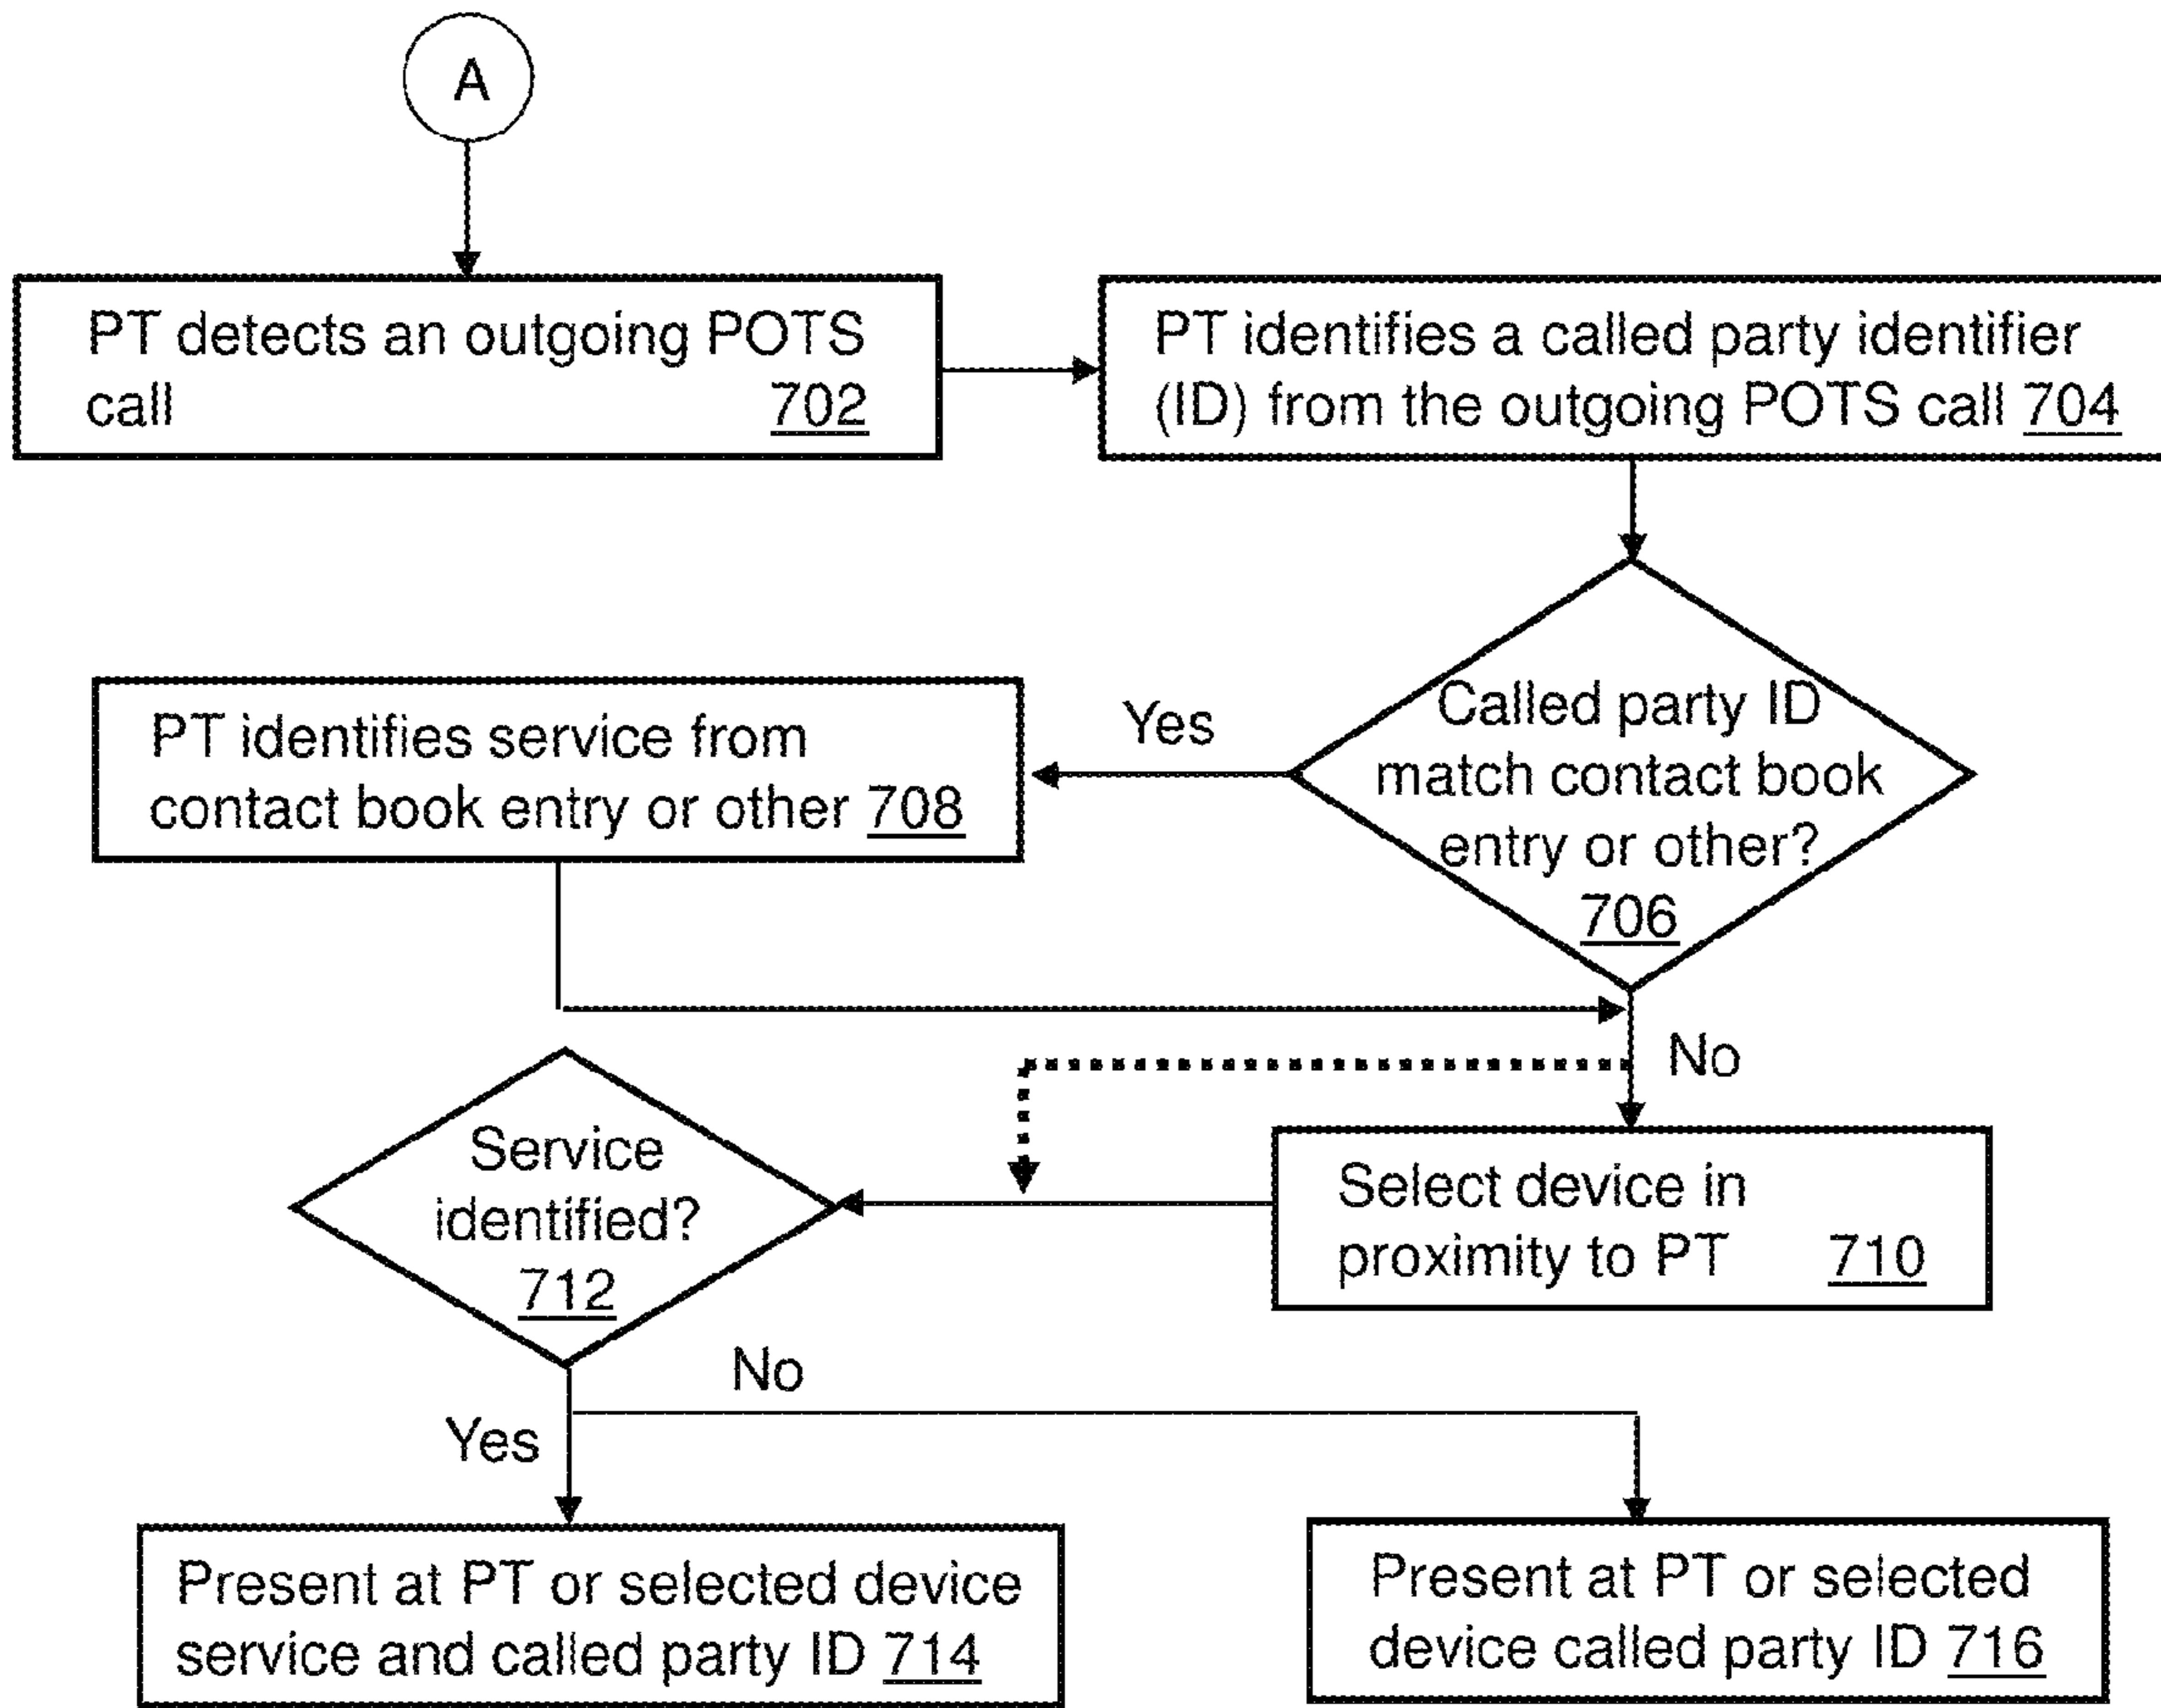 A
PT detects an outgoing POTS
call 702
PT identifies a called party identifier
(ID) from the outgoing POTS call 704
Called party ID
match contact book
entry or other?
706
Yes
PT identifies service from
contact book entry or other 708
No
Select device in
proximity to PT 710
Service
identified?
712
No
Yes
Present at PT or selected device
service and called party ID 714
Present at PT or selected
device called party ID 716